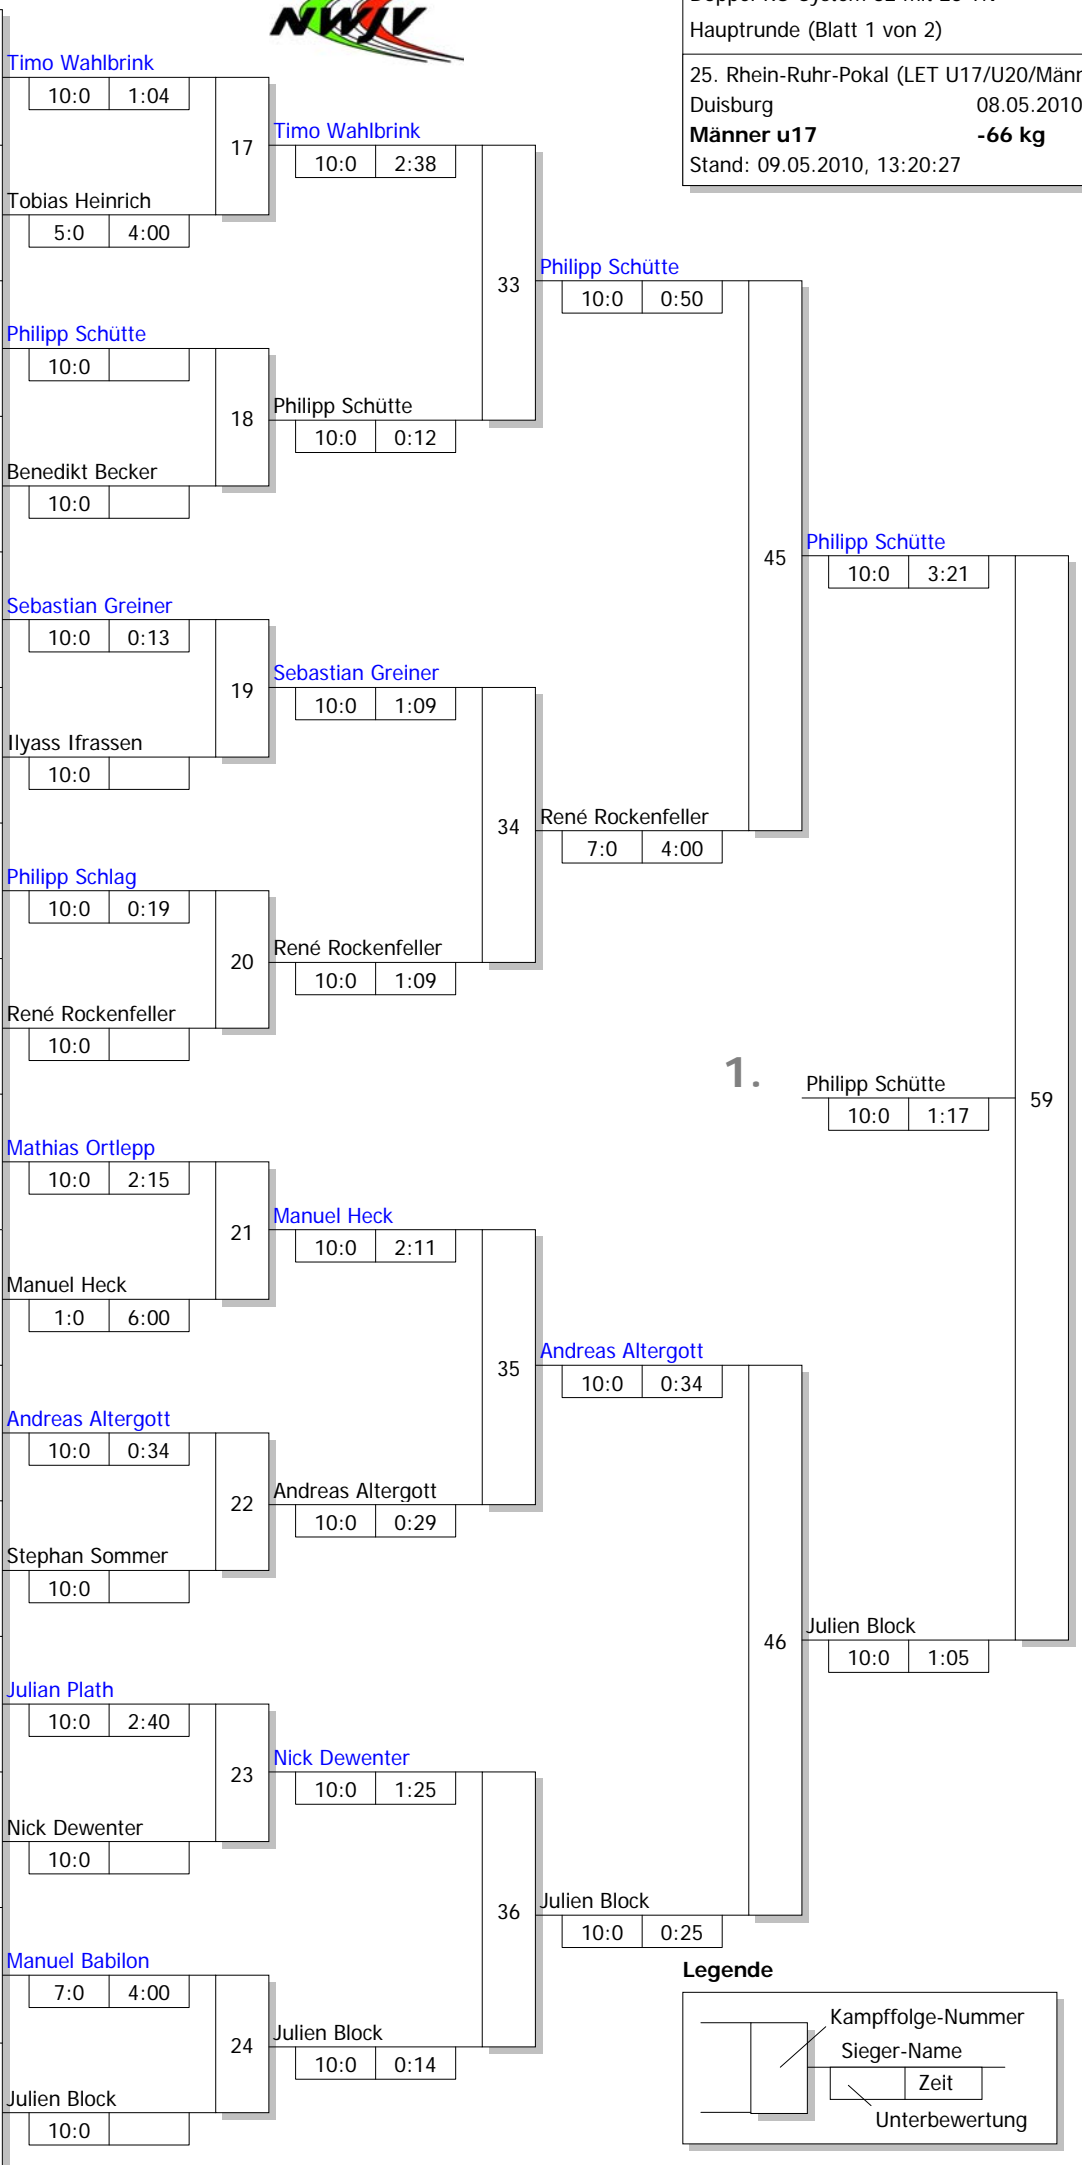 NWJV
Hauptrunde (Blatt 1 von 2)
25. Rhein-Ruhr-Pokal (LET U17/U20/Männ
Duisburg 08.05.2010
Männer u17 -66 kg
Stand: 09.05.2010, 13:20:27
Timo Wahlbrink
10:0 1:04
17
Tobias Heinrich
5:0 4:00
Philipp Schütte
10:0
18
Benedikt Becker
10:0
Sebastian Greiner
10:0 0:13
19
Ilyass Ifrassen
10:0
Philipp Schlag
10:0 0:19
20
René Rockenfeller
10:0
Mathias Ortlepp
10:0 2:15
21
Manuel Heck
1:0 6:00
Andreas Altergott
10:0 0:34
22
Stephan Sommer
10:0
Julian Plath
10:0 2:40
23
Nick Dewenter
10:0
Manuel Babilon
7:0 4:00
24
Julien Block
10:0
Timo Wahlbrink
10:0 2:38
33
Philipp Schütte
10:0 0:12
Sebastian Greiner
10:0 1:09
34
René Rockenfeller
10:0 1:09
Manuel Heck
10:0 2:11
35
Andreas Altergott
10:0 0:29
Nick Dewenter
10:0 1:25
36
Julien Block
10:0 0:14
Philipp Schütte
10:0 0:50
45
René Rockenfeller
7:0 4:00
Andreas Altergott
10:0 0:34
46
Julien Block
10:0 0:25
Philipp Schütte
10:0 3:21
59
Julien Block
10:0 1:05
1. Philipp Schütte
10:0 1:17
Legende
Kampffolge-Nummer
Sieger-Name
Zeit
Unterbewertung